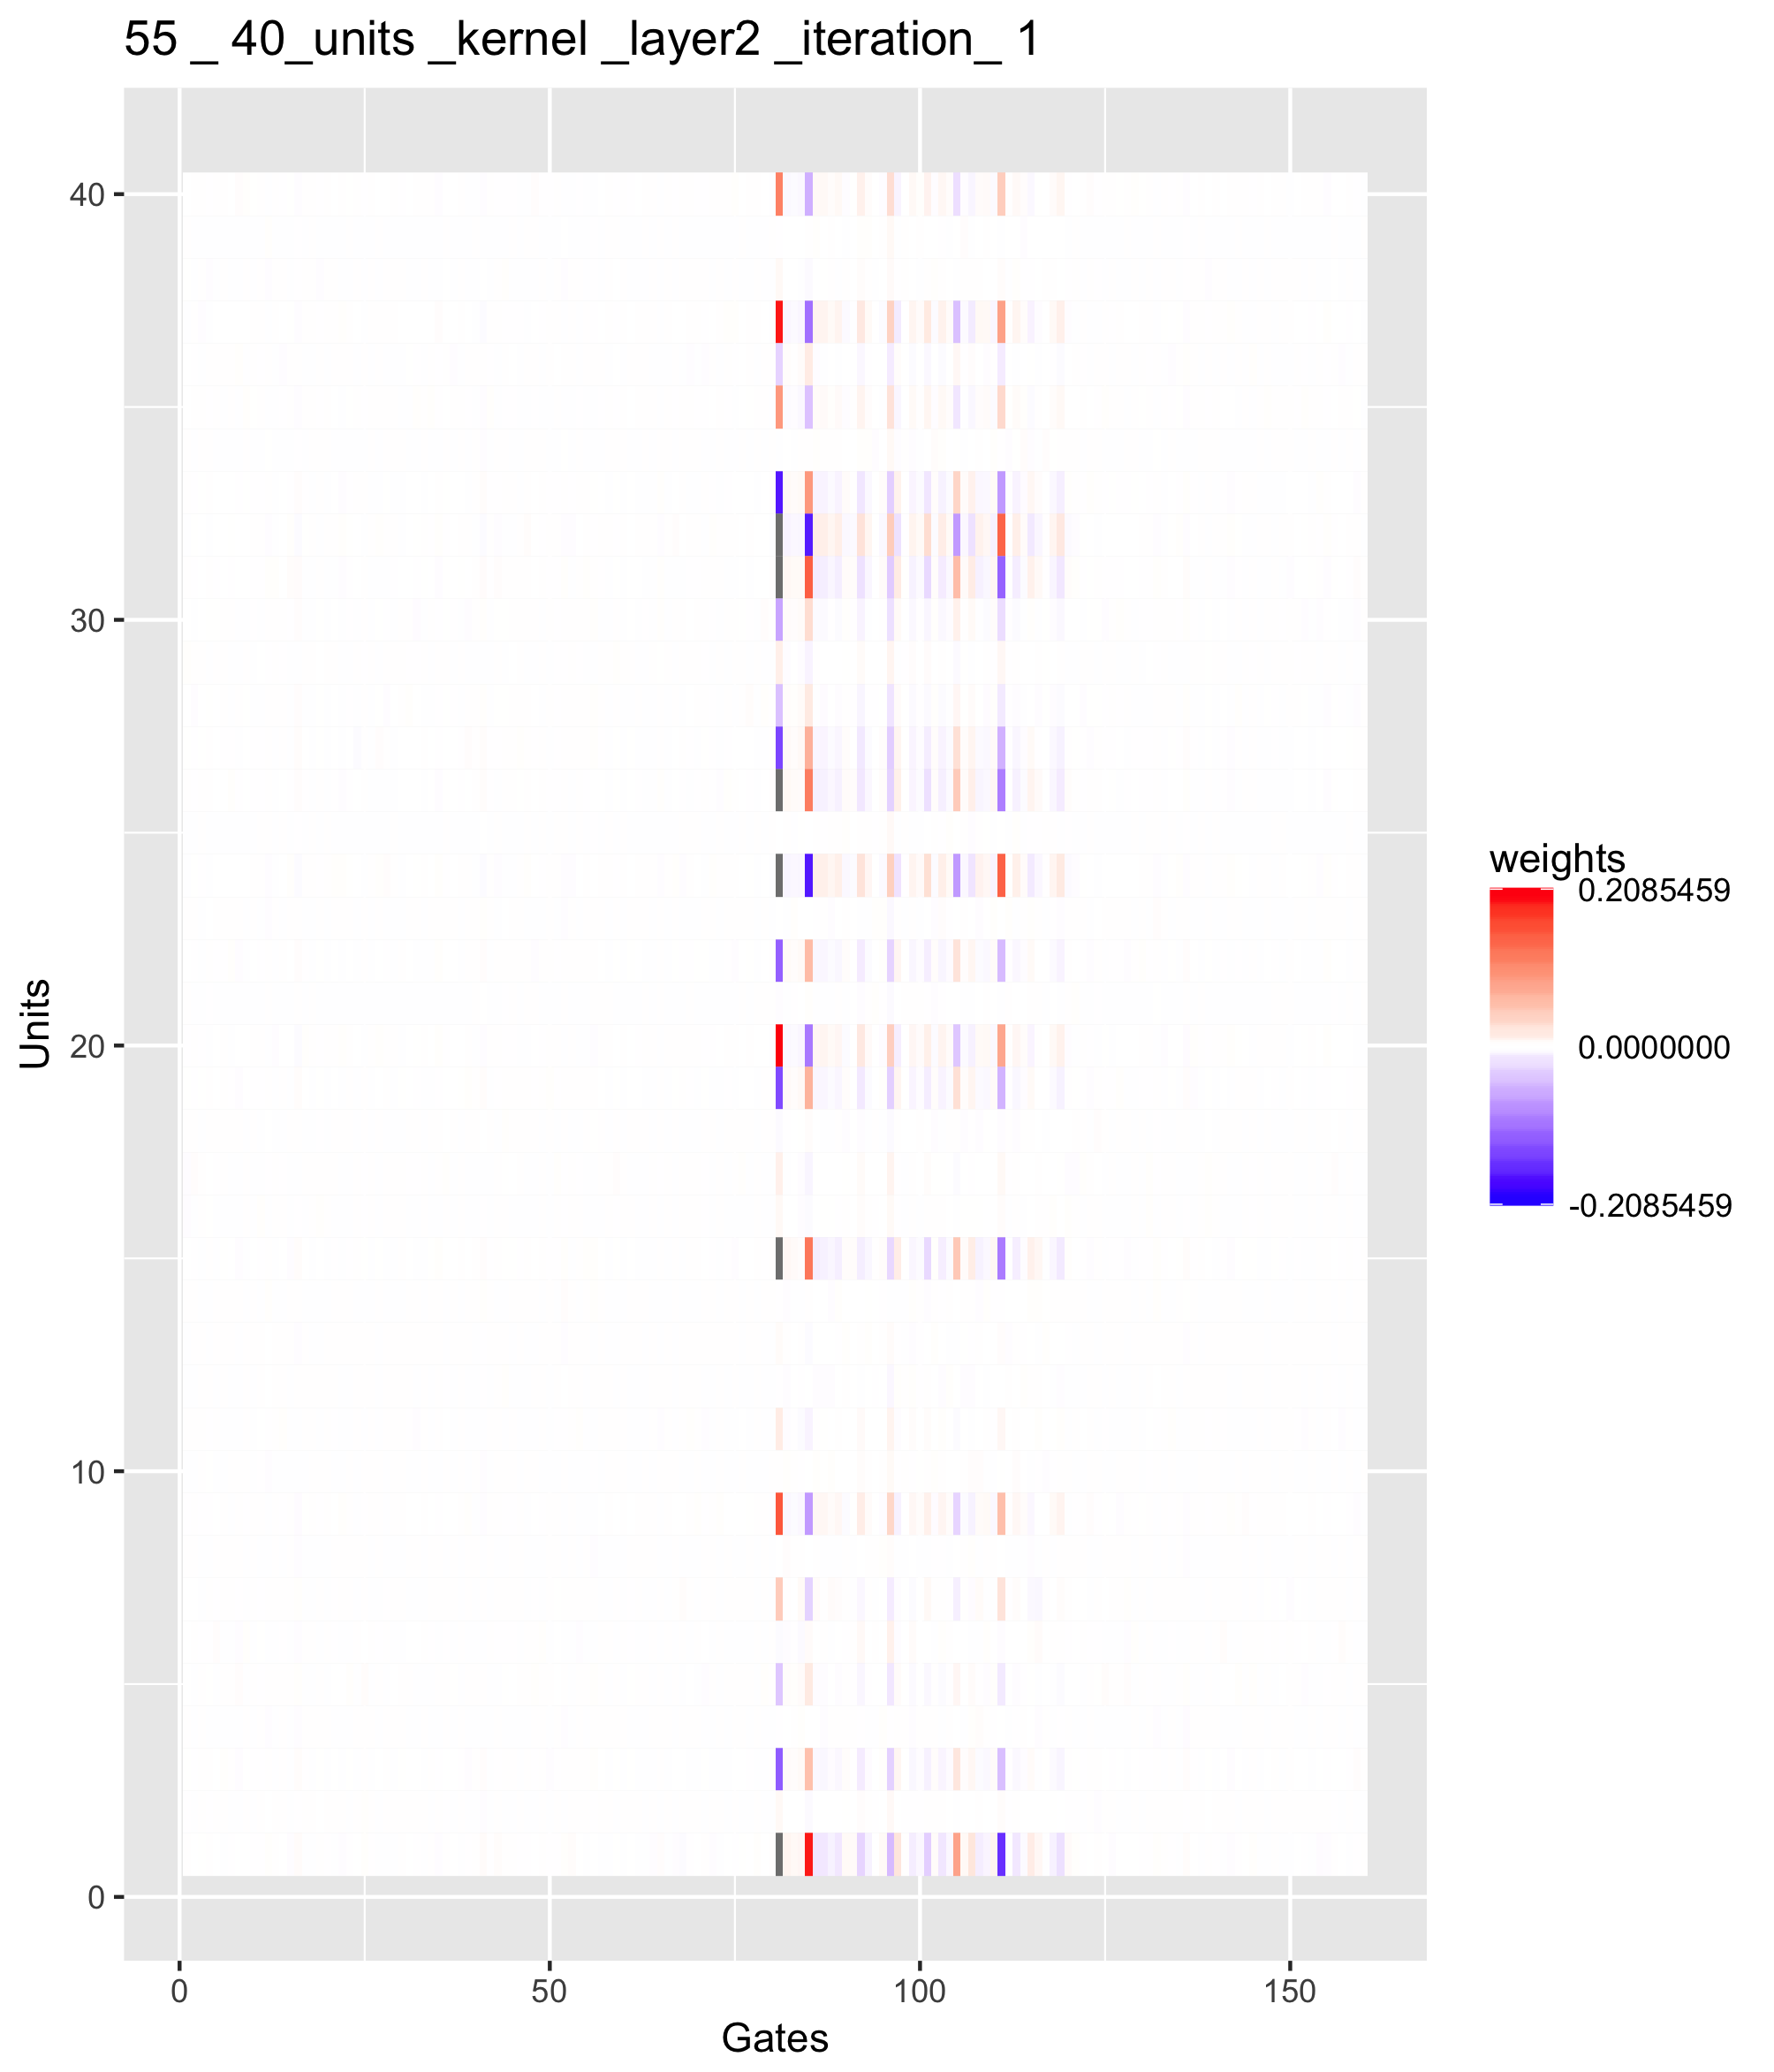 55 _ 40_units _kernel _layer2 _iteration_ 1
40
30
20
10
0
Units
0 50 100 150
Gates
weights
0.2085459
0.0000000
-0.2085459